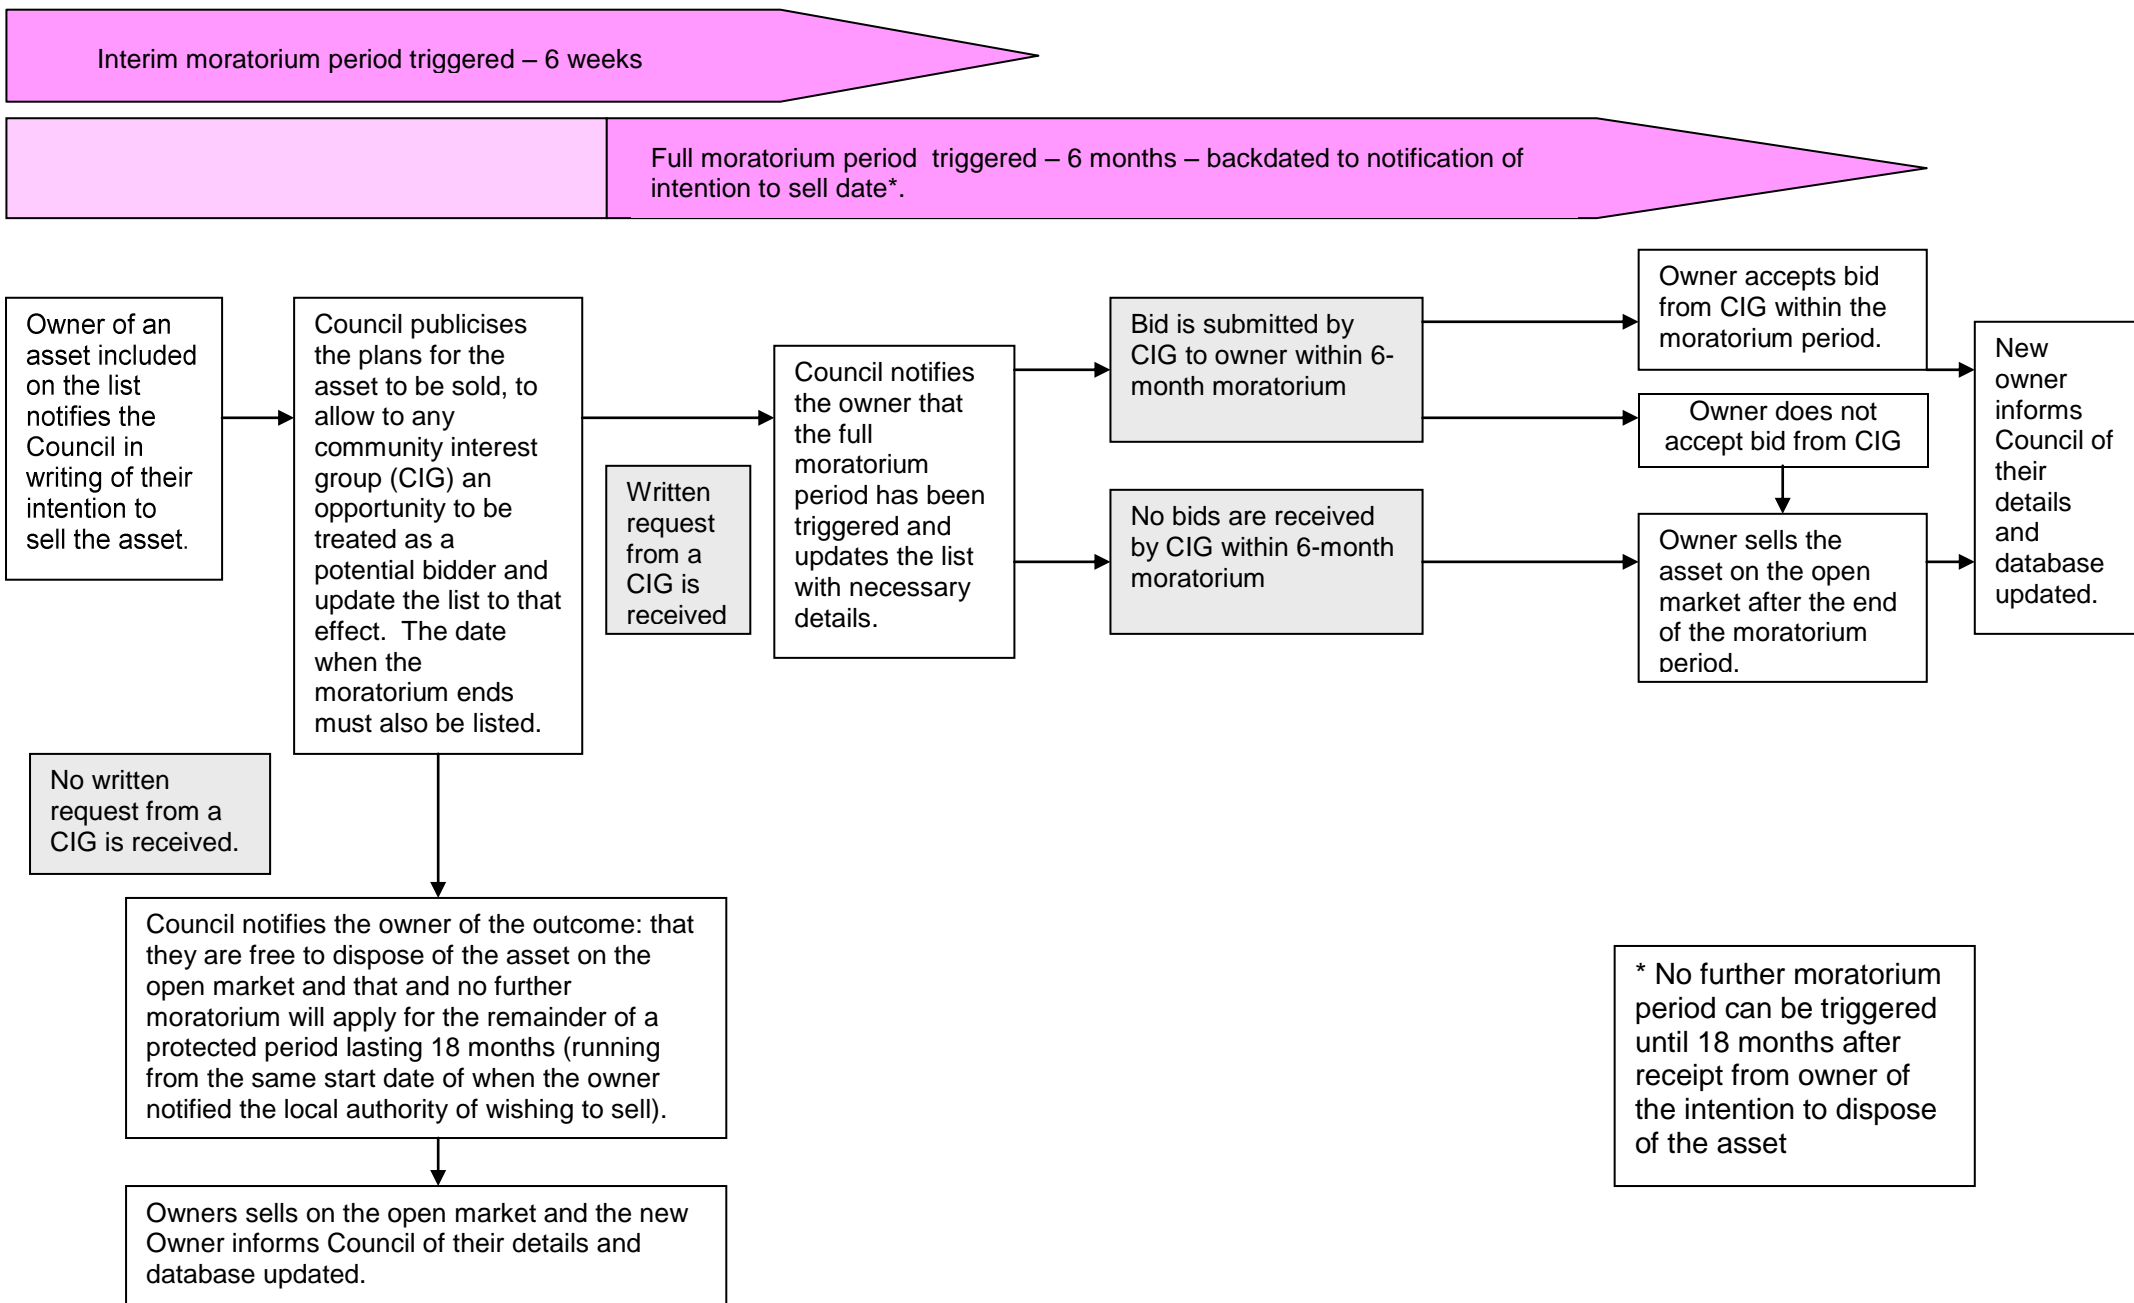 Interim moratorium period triggered – 6 weeks
Full moratorium period  triggered – 6 months – backdated to notification of
intention to sell date*.
Owner of an
asset included
on the list
notifies the
Council in
writing of their
intention to
sell the asset.
Council publicises
the plans for the
asset to be sold, to
allow to any
community interest
group (CIG) an
opportunity to be
treated as a
potential bidder and
update the list to that
effect.  The date
when the
moratorium ends
must also be listed.
Written
request
from a
CIG is
received
Council notifies
the owner that
the full
moratorium
period has been
triggered and
updates the list
with necessary
details.
Bid is submitted by
CIG to owner within 6-
month moratorium
No bids are received
by CIG within 6-month
moratorium
Owner accepts bid
from CIG within the
moratorium period.
Owner does not
accept bid from CIG
Owner sells the
asset on the open
market after the end
of the moratorium
period.
New
owner
informs
Council of
their
details
and
database
updated.
No written
request from a
CIG is received.
Council notifies the owner of the outcome: that
they are free to dispose of the asset on the
open market and that and no further
moratorium will apply for the remainder of a
protected period lasting 18 months (running
from the same start date of when the owner
notified the local authority of wishing to sell).
Owners sells on the open market and the new
Owner informs Council of their details and
database updated.
* No further moratorium
period can be triggered
until 18 months after
receipt from owner of
the intention to dispose
of the asset